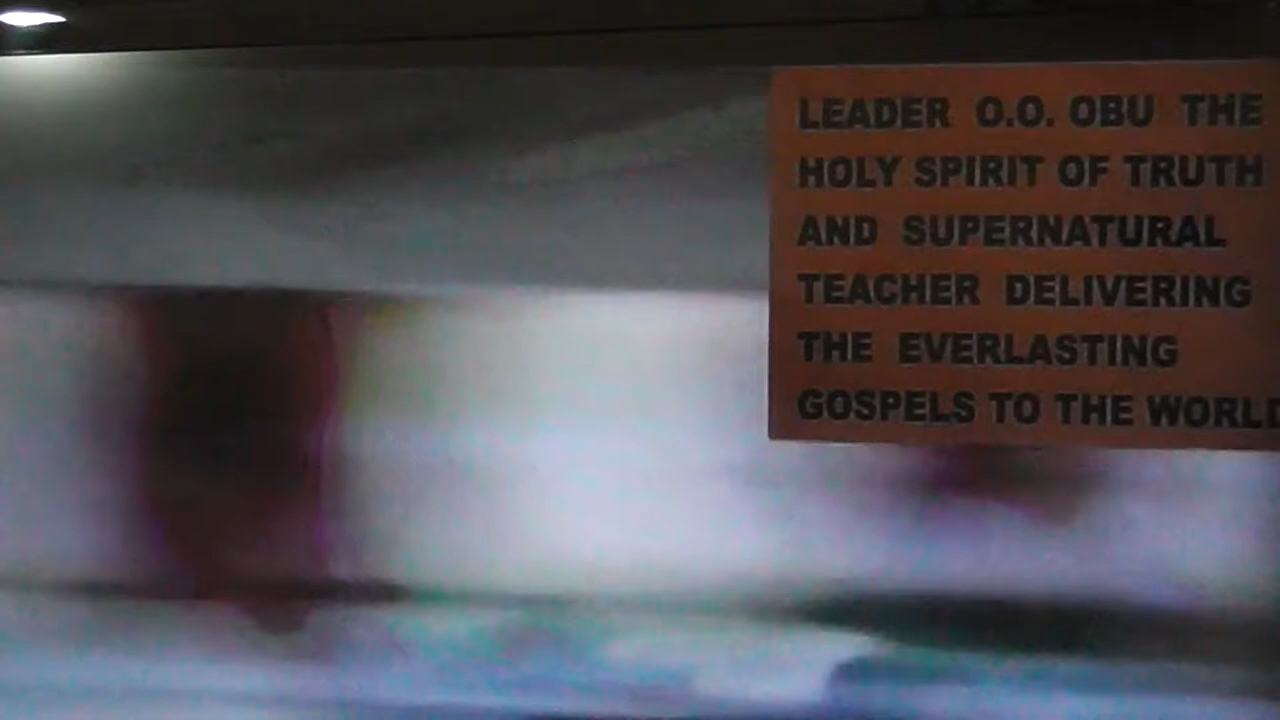 LEADER O.O. OBU THE
HOLY SPIRIT OF TRUTH
AND SUPERNATURAL
TEACHER DELIVERING
THE EVERLASTING
GOSPELS TO THE WORLD